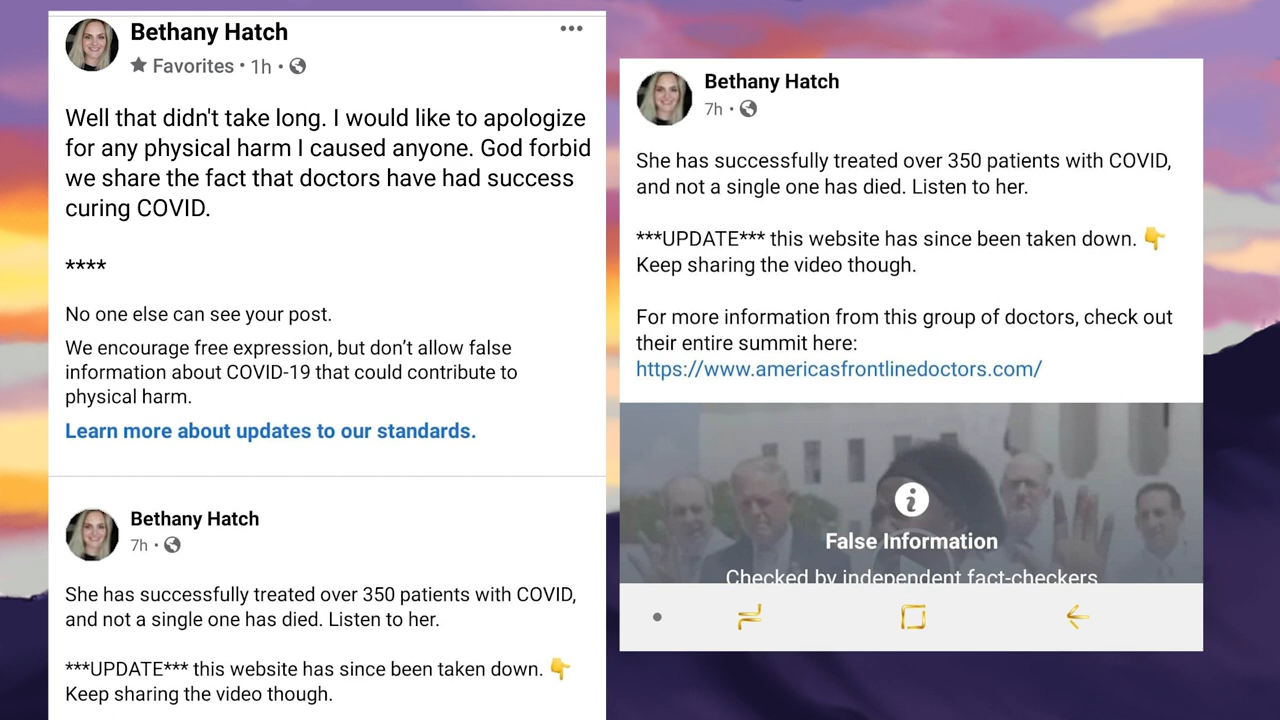 Bethany Hatch
Favorites • 1h •
Well that didn't take long. I would like to apologize
for any physical harm I caused anyone. God forbid
we share the fact that doctors have had success
curing COVID.
****
No one else can see your post.
We encourage free expression, but don’t allow false
information about COVID-19 that could contribute to
physical harm.
Learn more about updates to our standards.
Bethany Hatch
7h •
She has successfully treated over 350 patients with COVID,
and not a single one has died. Listen to her.
***UPDATE*** this website has since been taken down. 👇
Keep sharing the video though.
Bethany Hatch
7h •
She has successfully treated over 350 patients with COVID,
and not a single one has died. Listen to her.
***UPDATE*** this website has since been taken down. 👇
Keep sharing the video though.
For more information from this group of doctors, check out
their entire summit here:
https://www.americasfrontlinedoctors.com/
False Information
Checked by independent fact-checkers